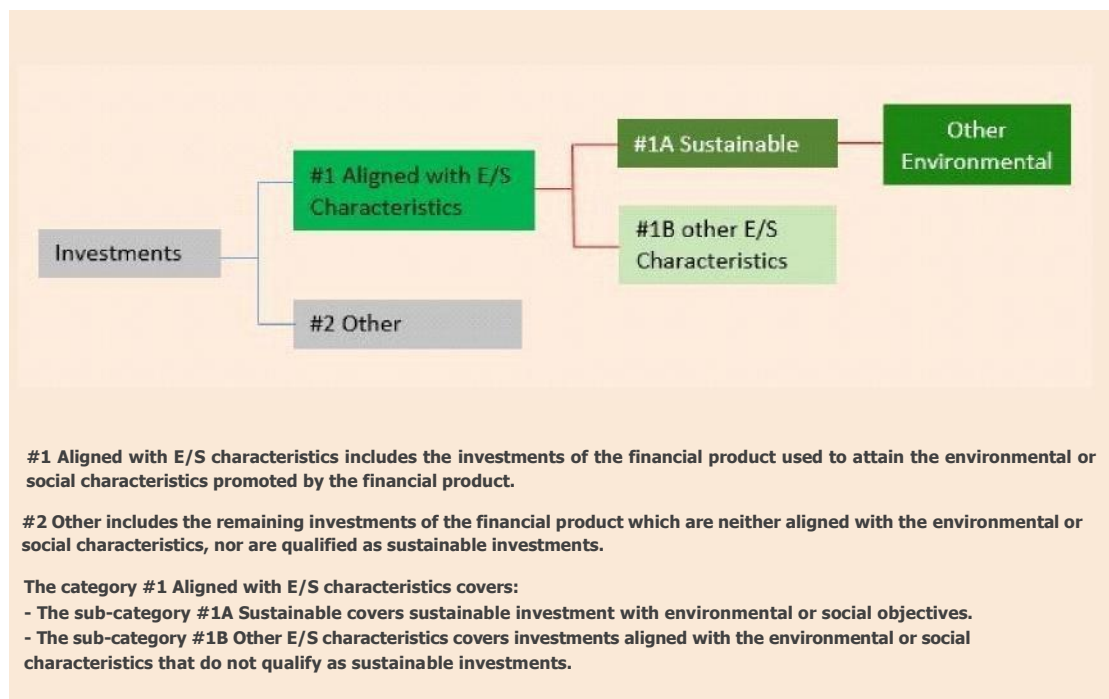 Other
Environmental
#1A Sustainable
#1 Aligned with E/S
Characteristics
#1B other E/S
Characteristics
Investments
#2 Other
#1 Aligned with E/S characteristics includes the investments of the financial product used to attain the environmental or
social characteristics promoted by the financial product.
#2 Other includes the remaining investments of the financial product which are neither aligned with the environmental or
social characteristics, nor are qualified as sustainable investments.
The category #1 Aligned with E/S characteristics covers:
- The sub-category #1A Sustainable covers sustainable investment with environmental or social objectives.
- The sub-category #1B Other E/S characteristics covers investments aligned with the environmental or social
characteristics that do not qualify as sustainable investments.